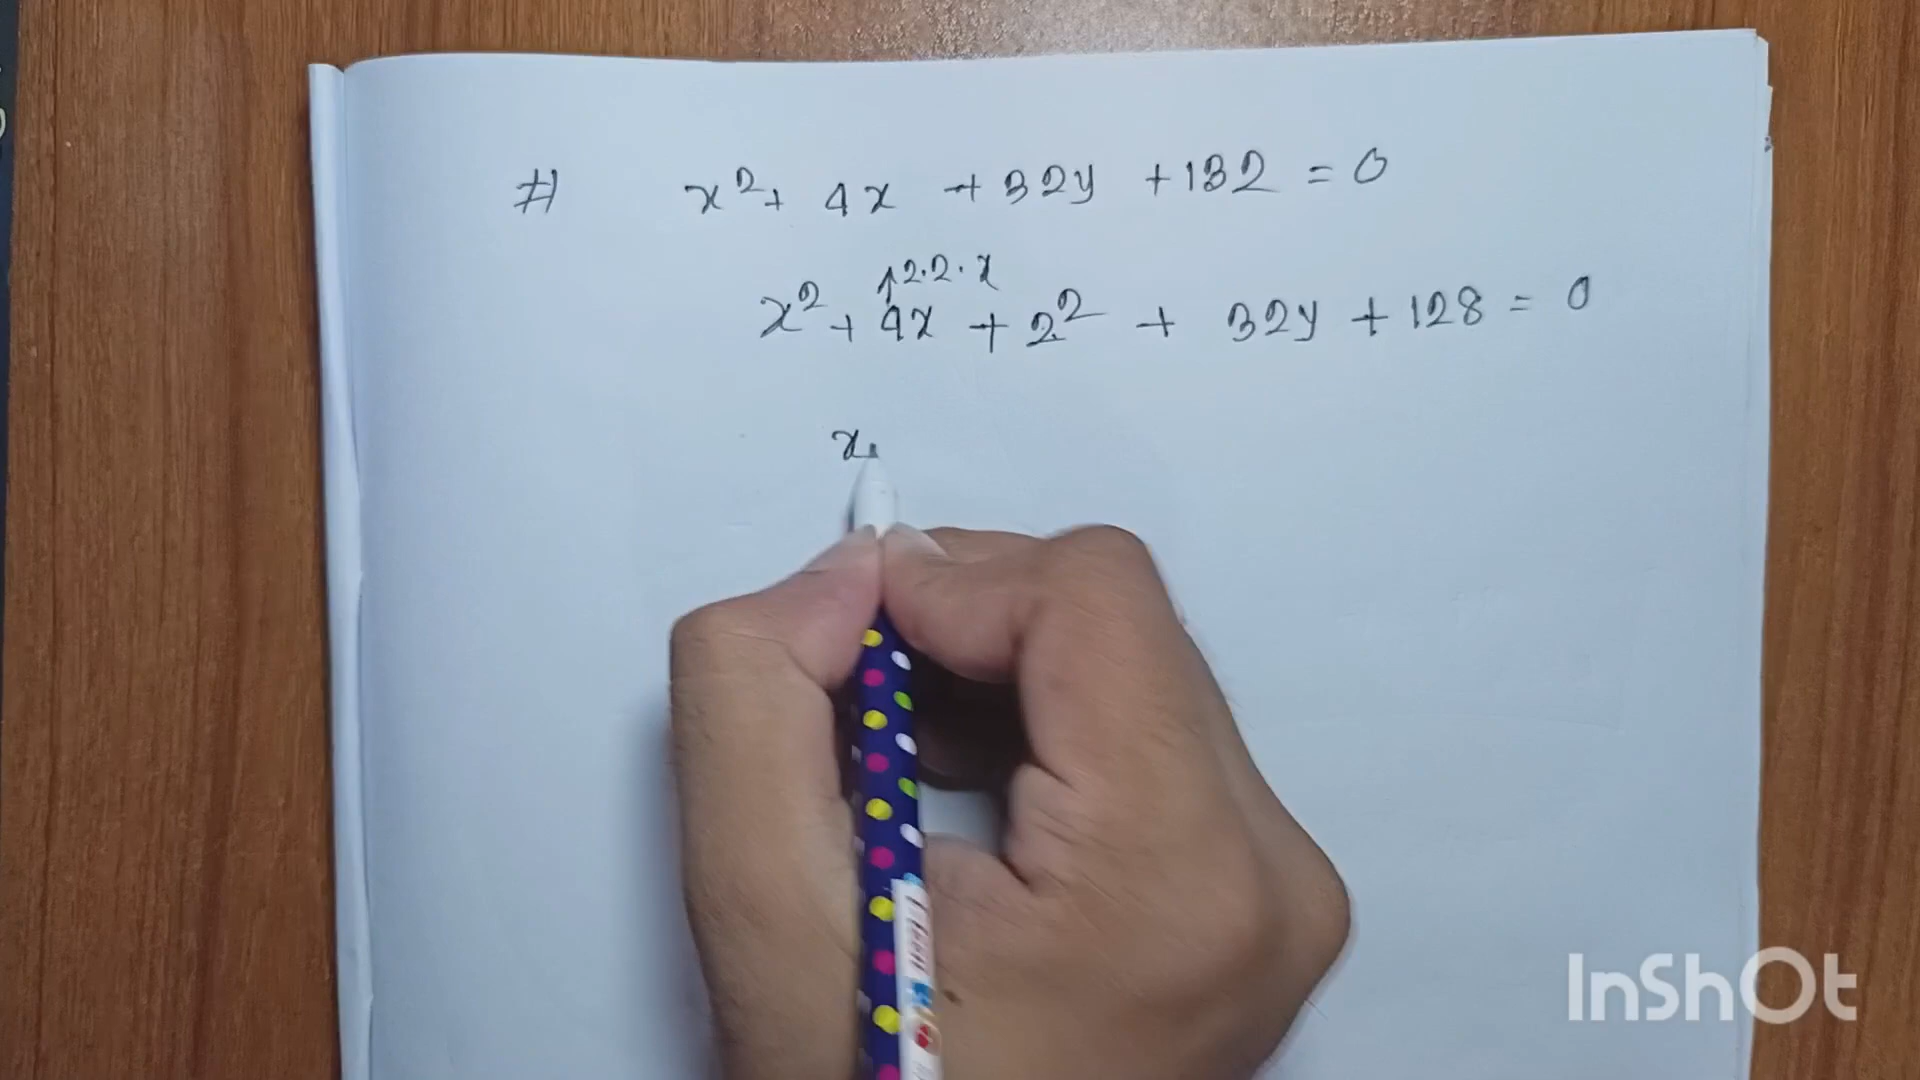 # x² + 4x + 32y + 132 = 0
↑2·2·x
x² + 4x + 2² + 32y + 128 = 0
x
InShOt